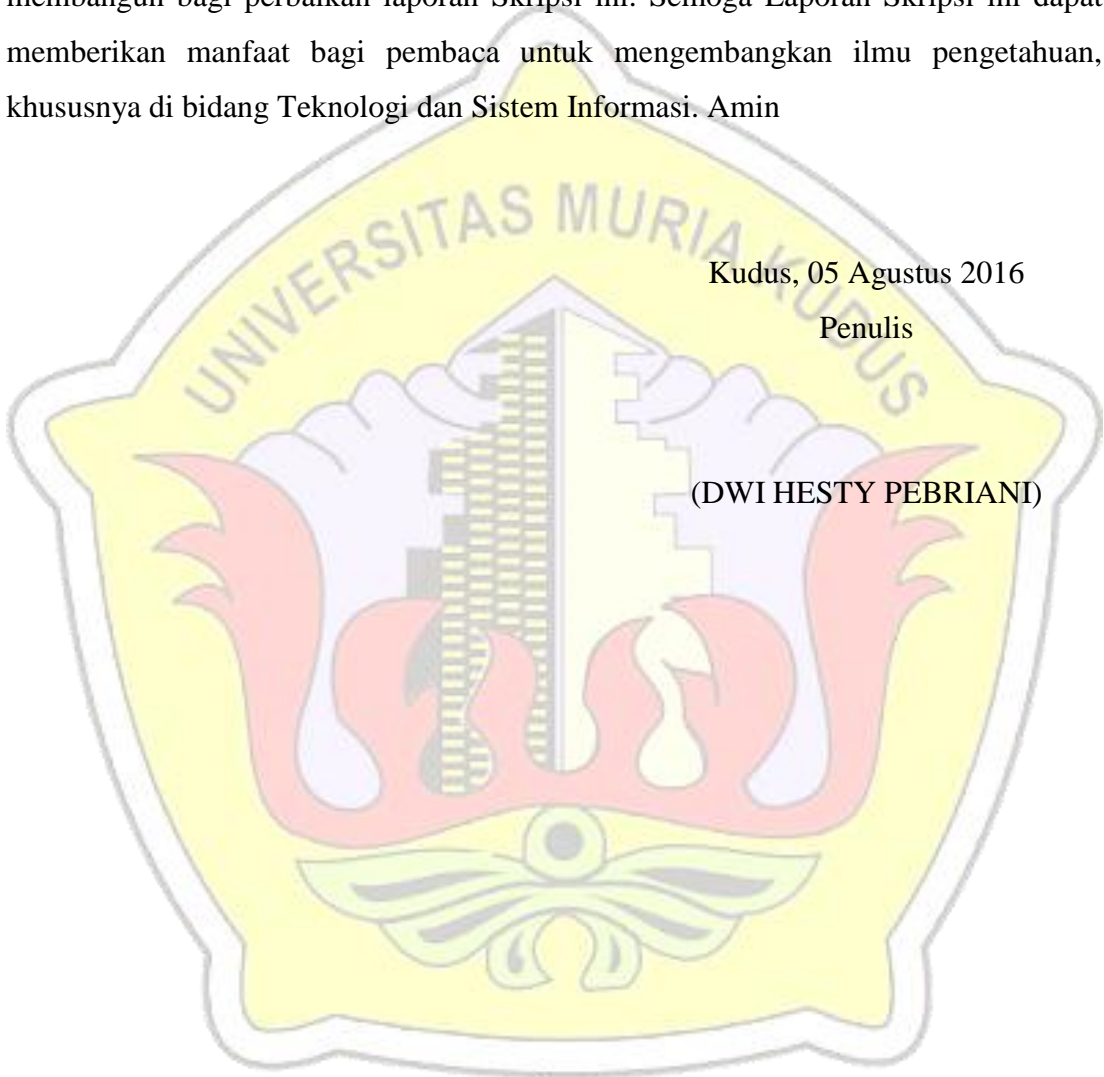 membangun bagi perbaikan laporan Skripsi ini. Semoga Laporan Skripsi ini dapat
memberikan manfaat bagi pembaca untuk mengembangkan ilmu pengetahuan,
khususnya di bidang Teknologi dan Sistem Informasi. Amin
UNIVERSITAS MURIA KUDUS
Kudus, 05 Agustus 2016
Penulis
(DWI HESTY PEBRIANI)